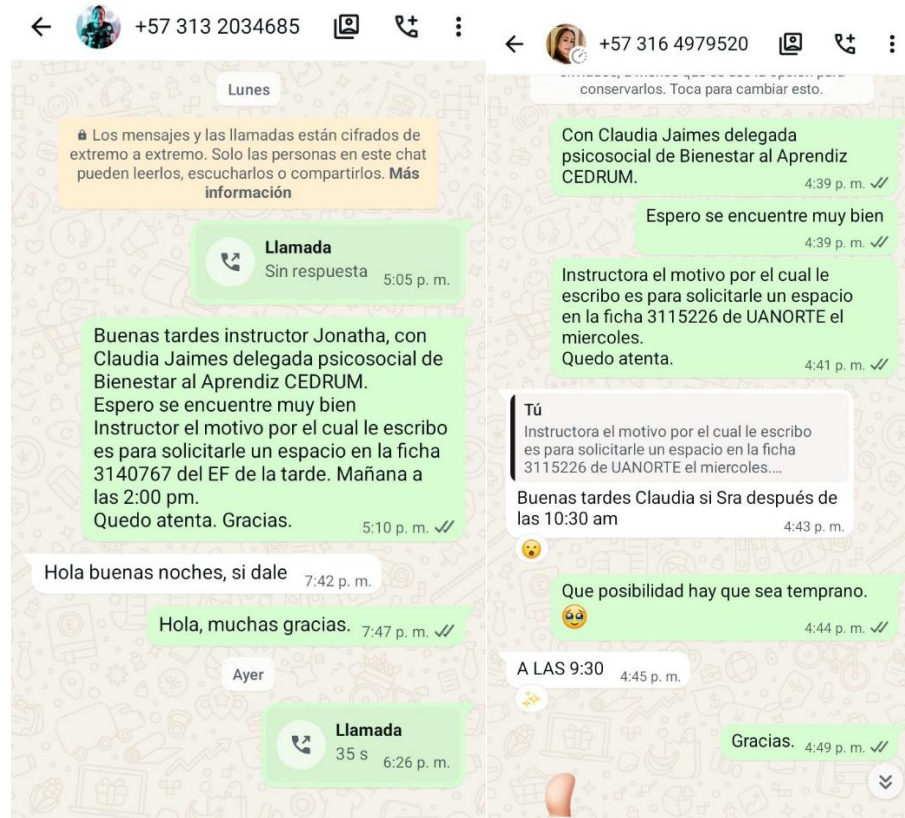 +57 313 2034685
Lunes
Los mensajes y las llamadas están cifrados de
extremo a extremo. Solo las personas en este chat
pueden leerlos, escucharlos o compartirlos. Más
información
Llamada
Sin respuesta
5:05 p. m.
Buenas tardes instructor Jonatha, con
Claudia Jaimes delegada psicosocial de
Bienestar al Aprendiz CEDRUM.
Espero se encuentre muy bien
Instructor el motivo por el cual le escribo
es para solicitarle un espacio en la ficha
3140767 del EF de la tarde. Mañana a
las 2:00 pm.
Quedo atenta. Gracias.
5:10 p. m.
Hola buenas noches, si dale
7:42 p. m.
Hola, muchas gracias.
7:47 p. m.
Ayer
Llamada
35 s
6:26 p. m.
+57 316 4979520
conservarlos. Toca para cambiar esto.
Con Claudia Jaimes delegada
psicosocial de Bienestar al Aprendiz
CEDRUM.
4:39 p. m.
Espero se encuentre muy bien
4:39 p. m.
Instructora el motivo por el cual le
escribo es para solicitarle un espacio
en la ficha 3115226 de UANORTE el
miercoles.
Quedo atenta.
4:41 p. m.
Tú
Instructora el motivo por el cual le escribo
es para solicitarle un espacio en la ficha
3115226 de UANORTE el miercoles....
Buenas tardes Claudia si Sra después de
las 10:30 am
4:43 p. m.
Que posibilidad hay que sea temprano.
4:44 p. m.
A LAS 9:30
4:45 p. m.
Gracias.
4:49 p. m.